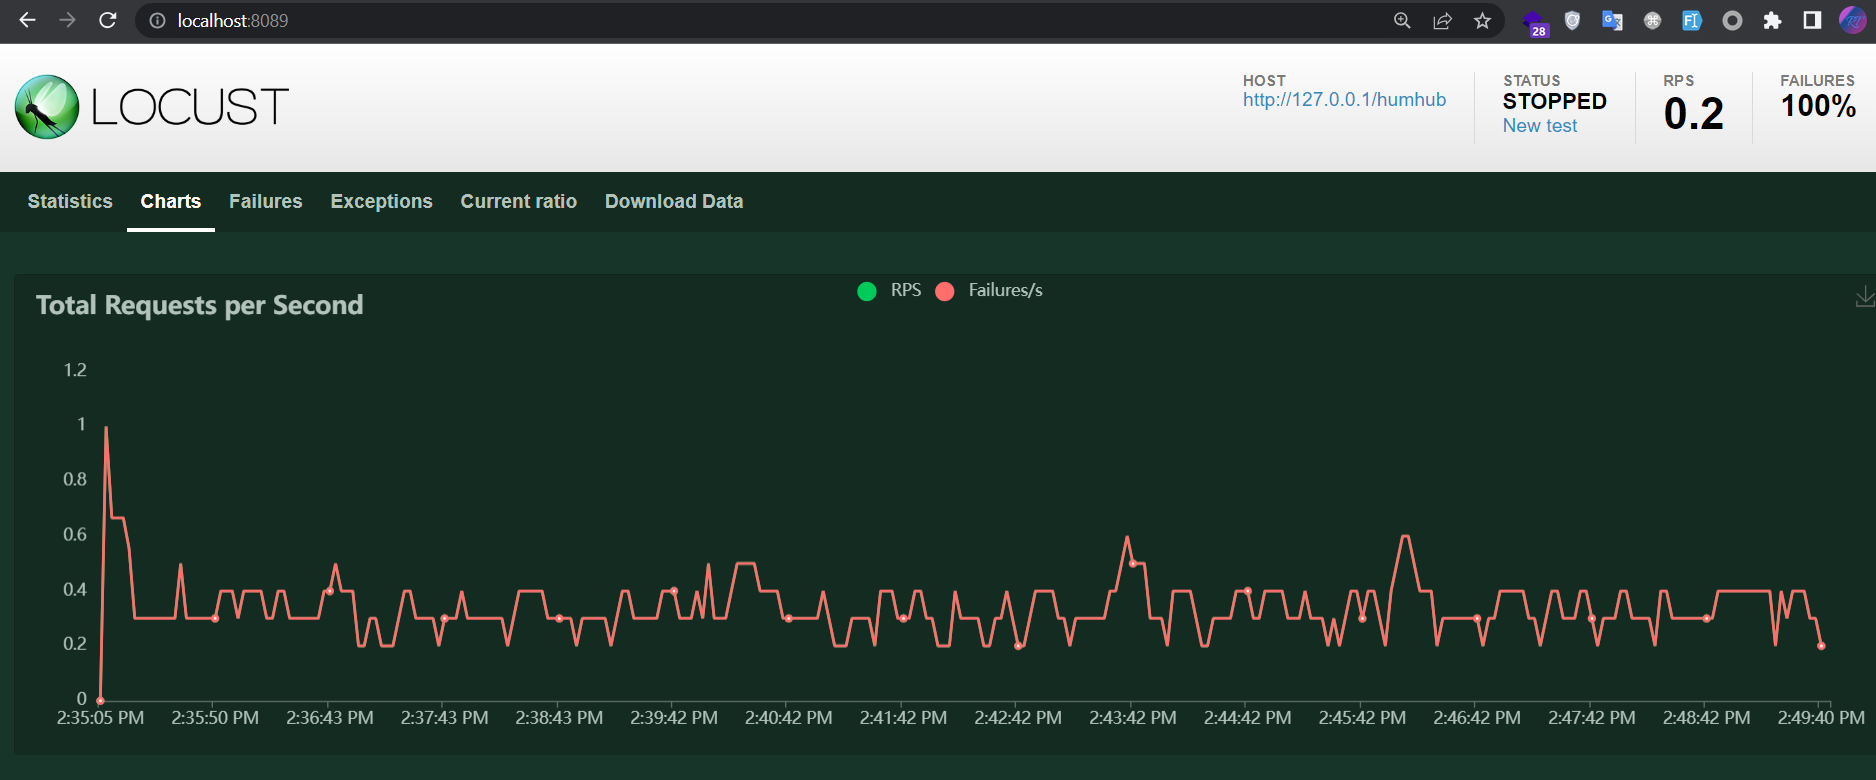 localhost:8089
28
LOCUST
HOST
http://127.0.0.1/humhub
STATUS
STOPPED
New test
RPS
0.2
FAILURES
100%
Statistics Charts Failures Exceptions Current ratio Download Data
Total Requests per Second
RPS Failures/s
1.2
1
0.8
0.6
0.4
0.2
0
2:35:05 PM 2:35:50 PM 2:36:43 PM 2:37:43 PM 2:38:43 PM 2:39:42 PM 2:40:42 PM 2:41:42 PM 2:42:42 PM 2:43:42 PM 2:44:42 PM 2:45:42 PM 2:46:42 PM 2:47:42 PM 2:48:42 PM 2:49:40 PM